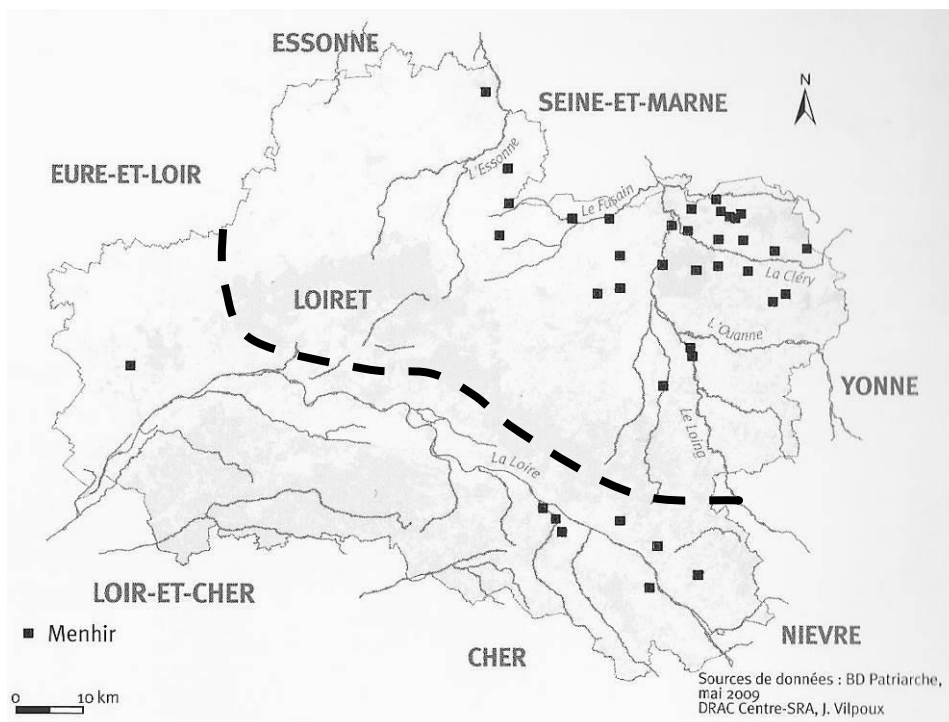 ESSONNE
SEINE-ET-MARNE
N
EURE-ET-LOIR
L'Essonne
Le Fusain
La Cléry
LOIRET
L'Ouanne
YONNE
Le Loing
La Loire
LOIR-ET-CHER
Menhir
CHER
NIEVRE
0 10 km
Sources de données : BD Patriarche,
mai 2009
DRAC Centre-SRA, J. Vilpoux